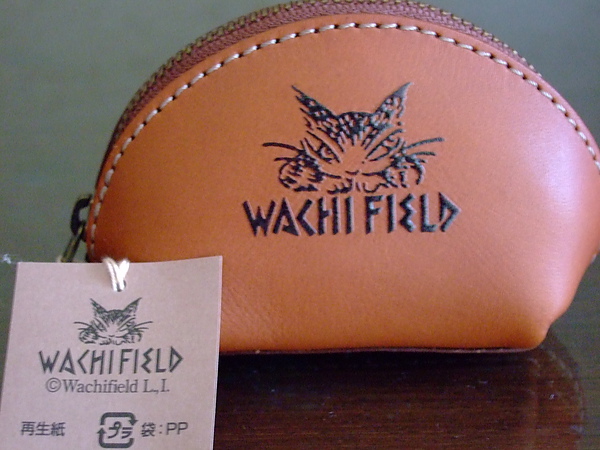 WACHI FIELD
WACHIFIELD
©Wachifield L.,I.
再生紙 プラ 袋:PP